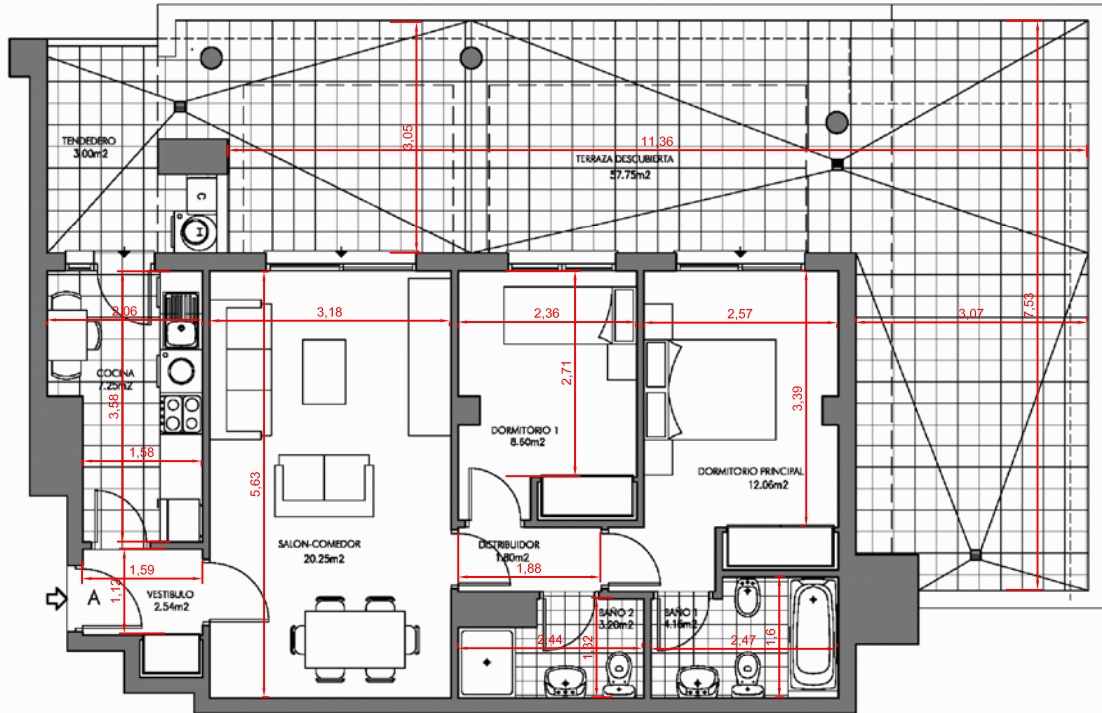 TENDEDERO
3.00m2
C
H
3,05
11,36
TERRAZA DESCUBIERTA
57.75m2
7,53
3,07
2,06
COCINA
7.25m2
3,58
1,58
3,18
5,63
SALON-COMEDOR
20.25m2
2,36
2,71
DORMITORIO 1
8.60m2
2,57
3,39
DORMITORIO PRINCIPAL
12.06m2
DISTRIBUIDOR
1.80m2
1,88
1,59
1,12
A
VESTIBULO
2.54m2
BAÑO 2
3.20m2
2,44
1,32
BAÑO 1
4.15m2
2,47
1,6